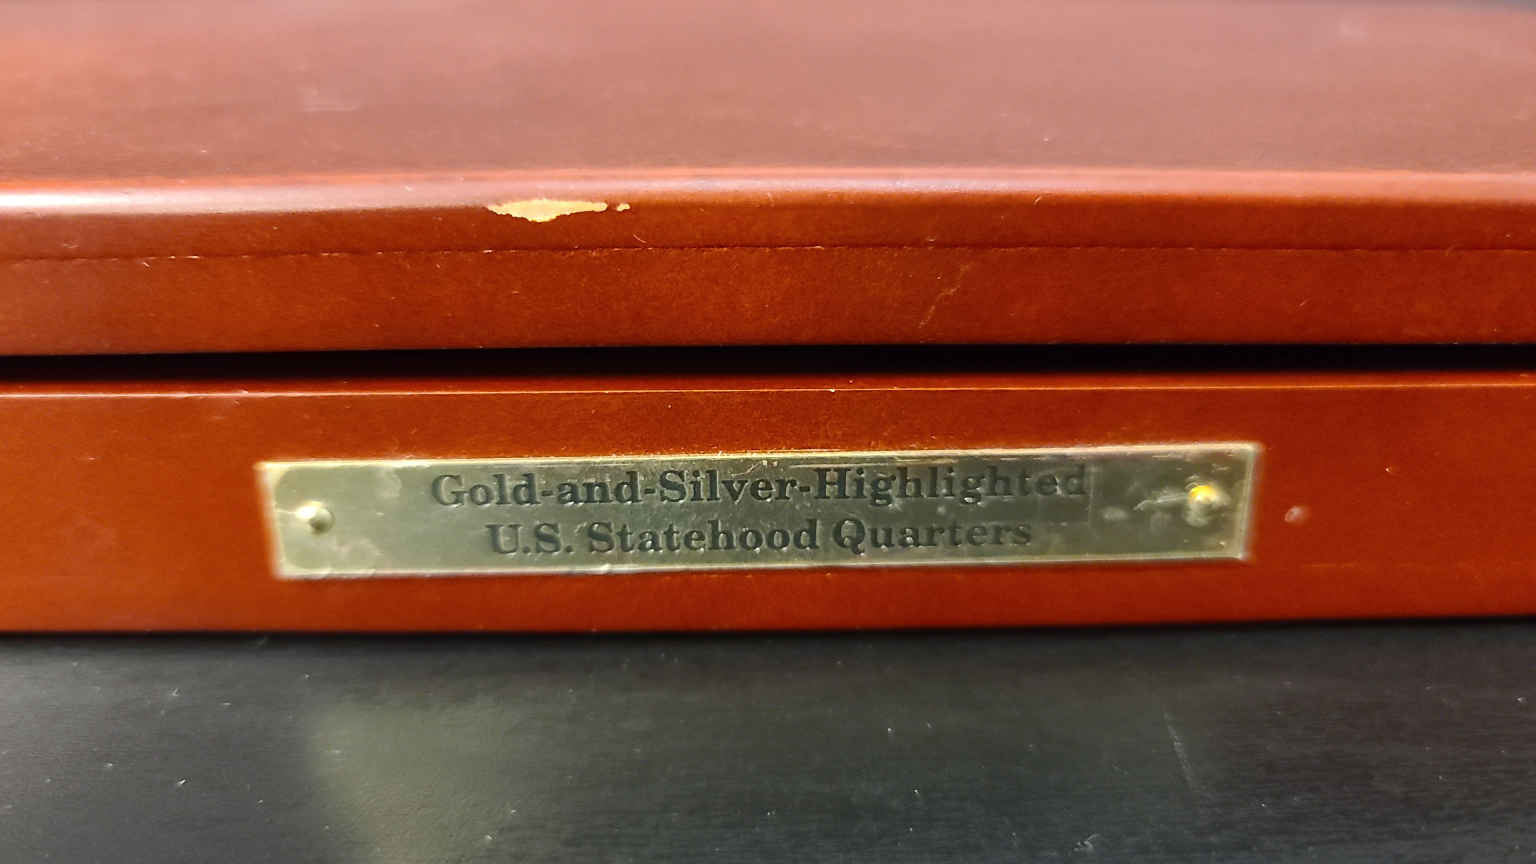 Gold-and-Silver-Highlighted
U.S. Statehood Quarters